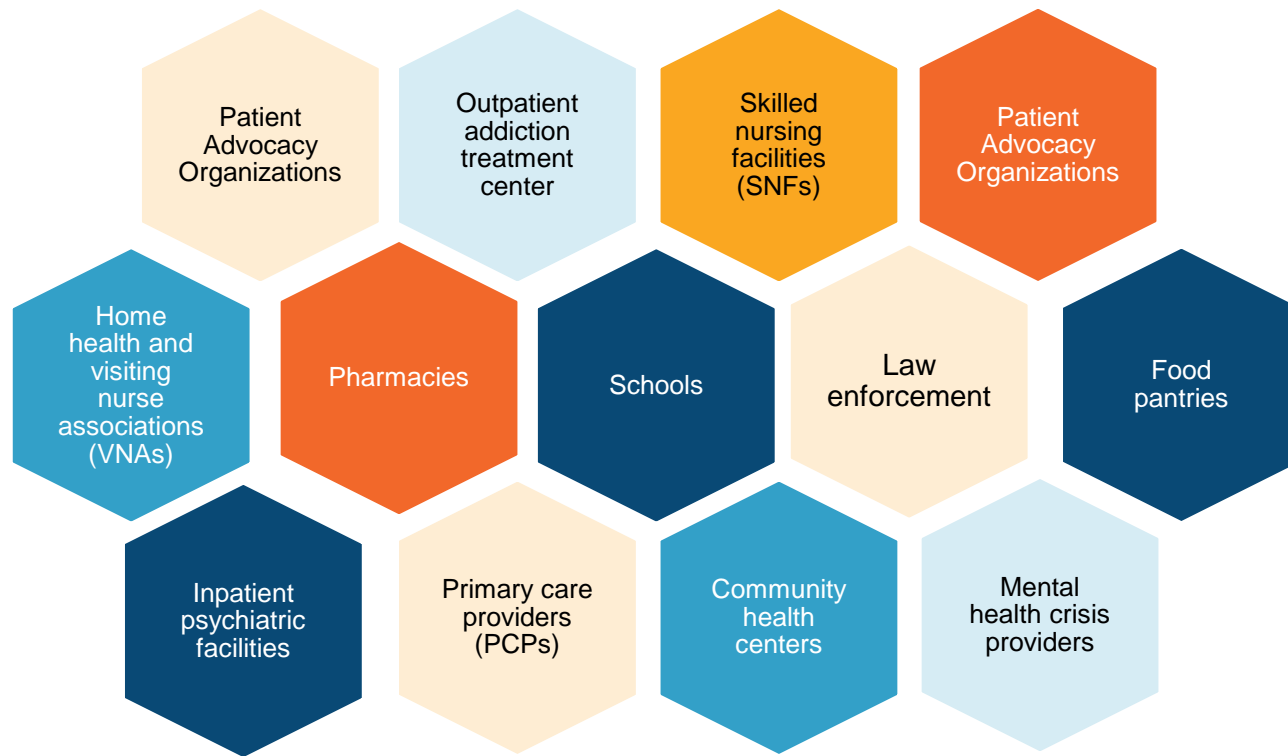 Patient
Advocacy
Organizations
Outpatient
addiction
treatment
center
Skilled
nursing
facilities
(SNFs)
Patient
Advocacy
Organizations
Home
health and
visiting
nurse
associations
(VNAs)
Pharmacies
Schools
Law
enforcement
Food
pantries
Inpatient
psychiatric
facilities
Primary care
providers
(PCPs)
Community
health
centers
Mental
health crisis
providers